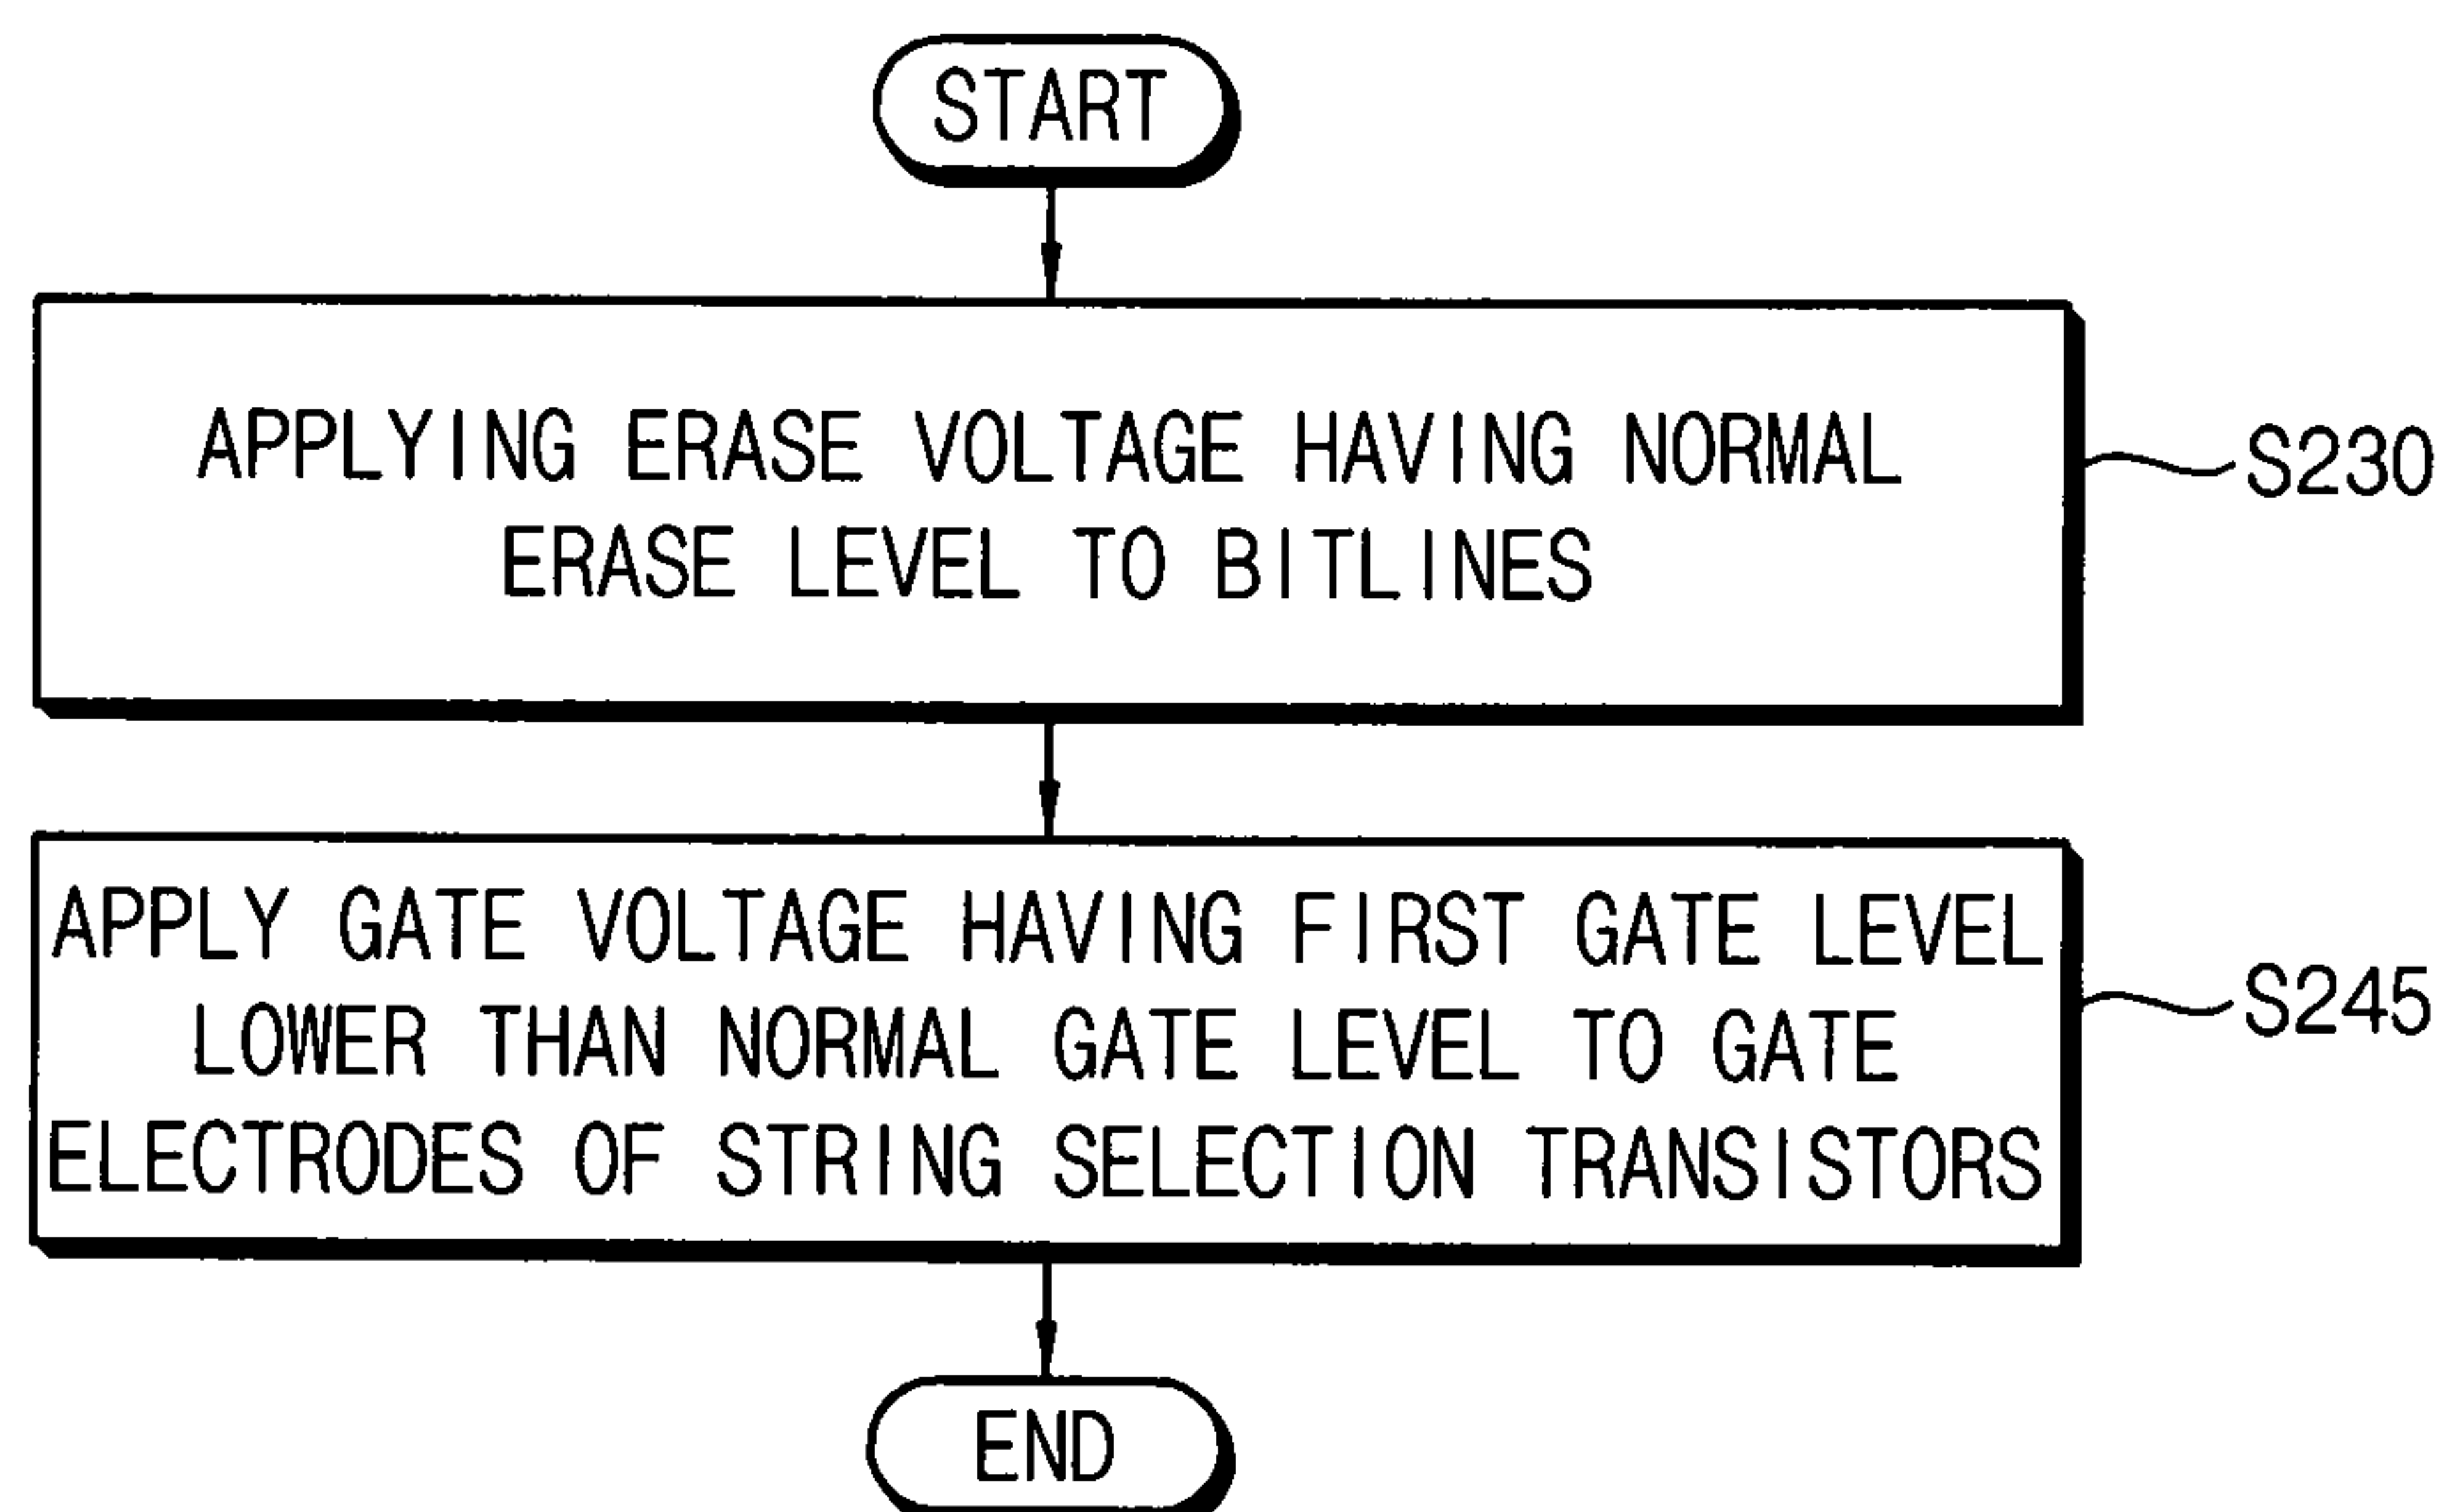 START
APPLYING ERASE VOLTAGE HAVING NORMAL
ERASE LEVEL TO BITLINES
S230
APPLY GATE VOLTAGE HAVING FIRST GATE LEVEL
LOWER THAN NORMAL GATE LEVEL TO GATE
ELECTRODES OF STRING SELECTION TRANSISTORS
S245
END